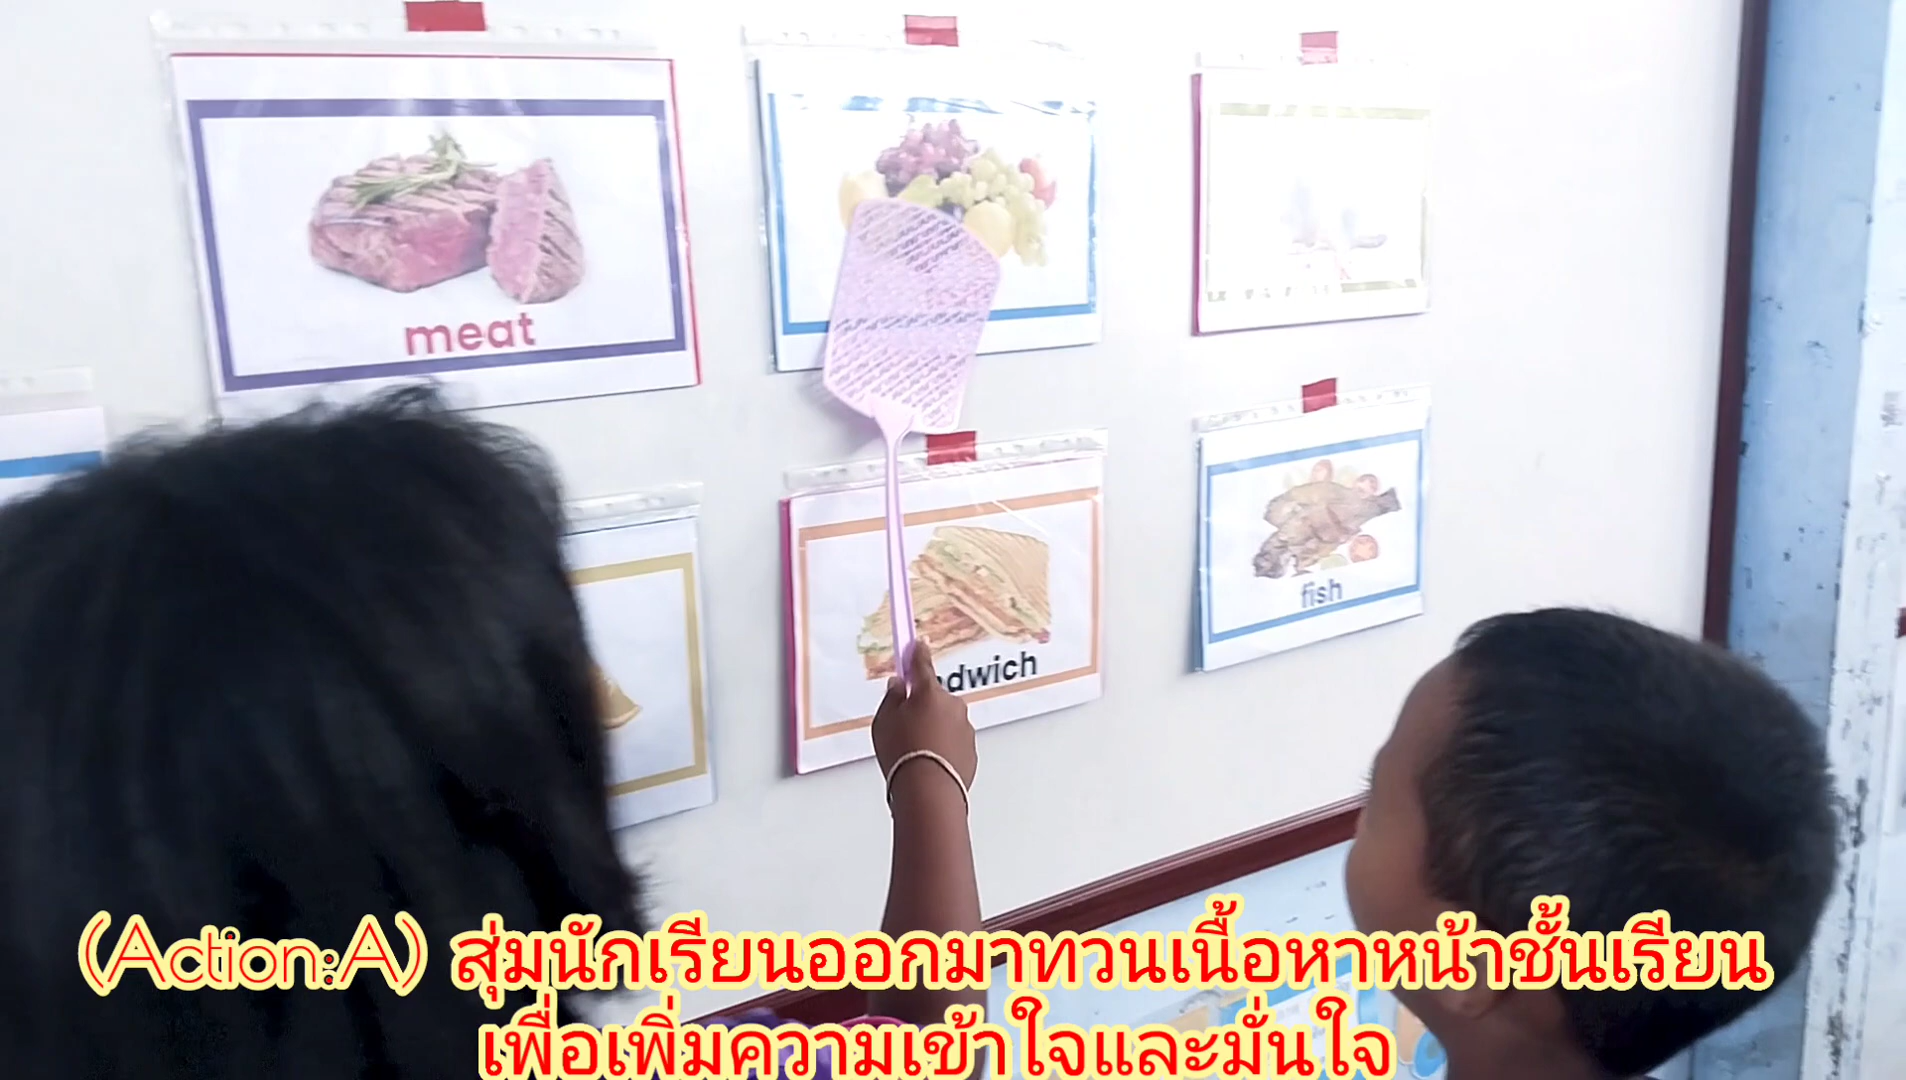 meat
fish
dwich
(Action:A) สุ่มนักเรียนออกมาทวนเนื้อหาหน้าชั้นเรียน
เพื่อเพิ่มความเข้าใจและมั่นใจ